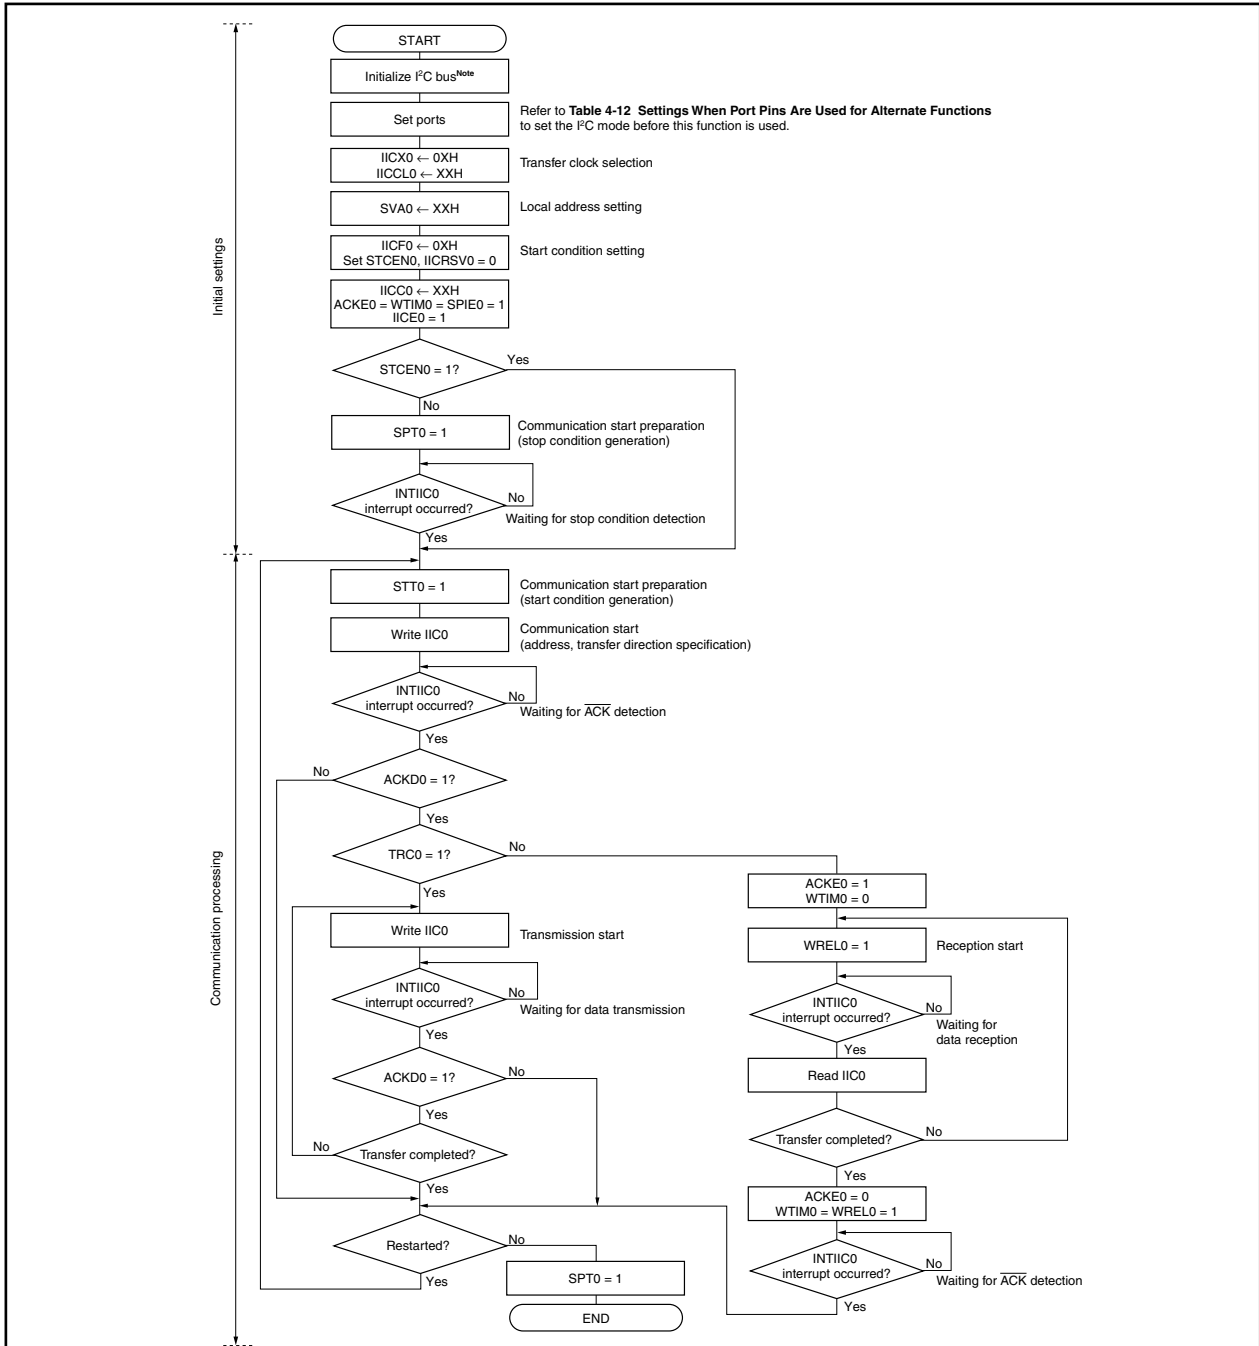 START
Initialize I²C busNote
Set ports
Refer to Table 4-12 Settings When Port Pins Are Used for Alternate Functions
to set the I²C mode before this function is used.
IICX0 ← 0XH
IICCL0 ← XXH
Transfer clock selection
SVA0 ← XXH
Local address setting
IICF0 ← 0XH
Set STCEN0, IICRSV0 = 0
Start condition setting
Initial settings
IICC0 ← XXH
ACKE0 = WTIM0 = SPIE0 = 1
IICE0 = 1
STCEN0 = 1?
Yes
No
SPT0 = 1
Communication start preparation
(stop condition generation)
INTIIC0
interrupt occurred?
No
Waiting for stop condition detection
Yes
STT0 = 1
Communication start preparation
(start condition generation)
Write IIC0
Communication start
(address, transfer direction specification)
INTIIC0
interrupt occurred?
No
Waiting for ACK detection
Yes
No
ACKD0 = 1?
Yes
TRC0 = 1?
No
Yes
Communication processing
Write IIC0
Transmission start
INTIIC0
interrupt occurred?
No
Waiting for data transmission
Yes
ACKD0 = 1?
No
Yes
No
Transfer completed?
Yes
Restarted?
No
Yes
SPT0 = 1
END
ACKE0 = 1
WTIM0 = 0
WREL0 = 1
Reception start
INTIIC0
interrupt occurred?
No
Waiting for
data reception
Yes
Read IIC0
Transfer completed?
No
Yes
ACKE0 = 0
WTIM0 = WREL0 = 1
INTIIC0
interrupt occurred?
No
Waiting for ACK detection
Yes